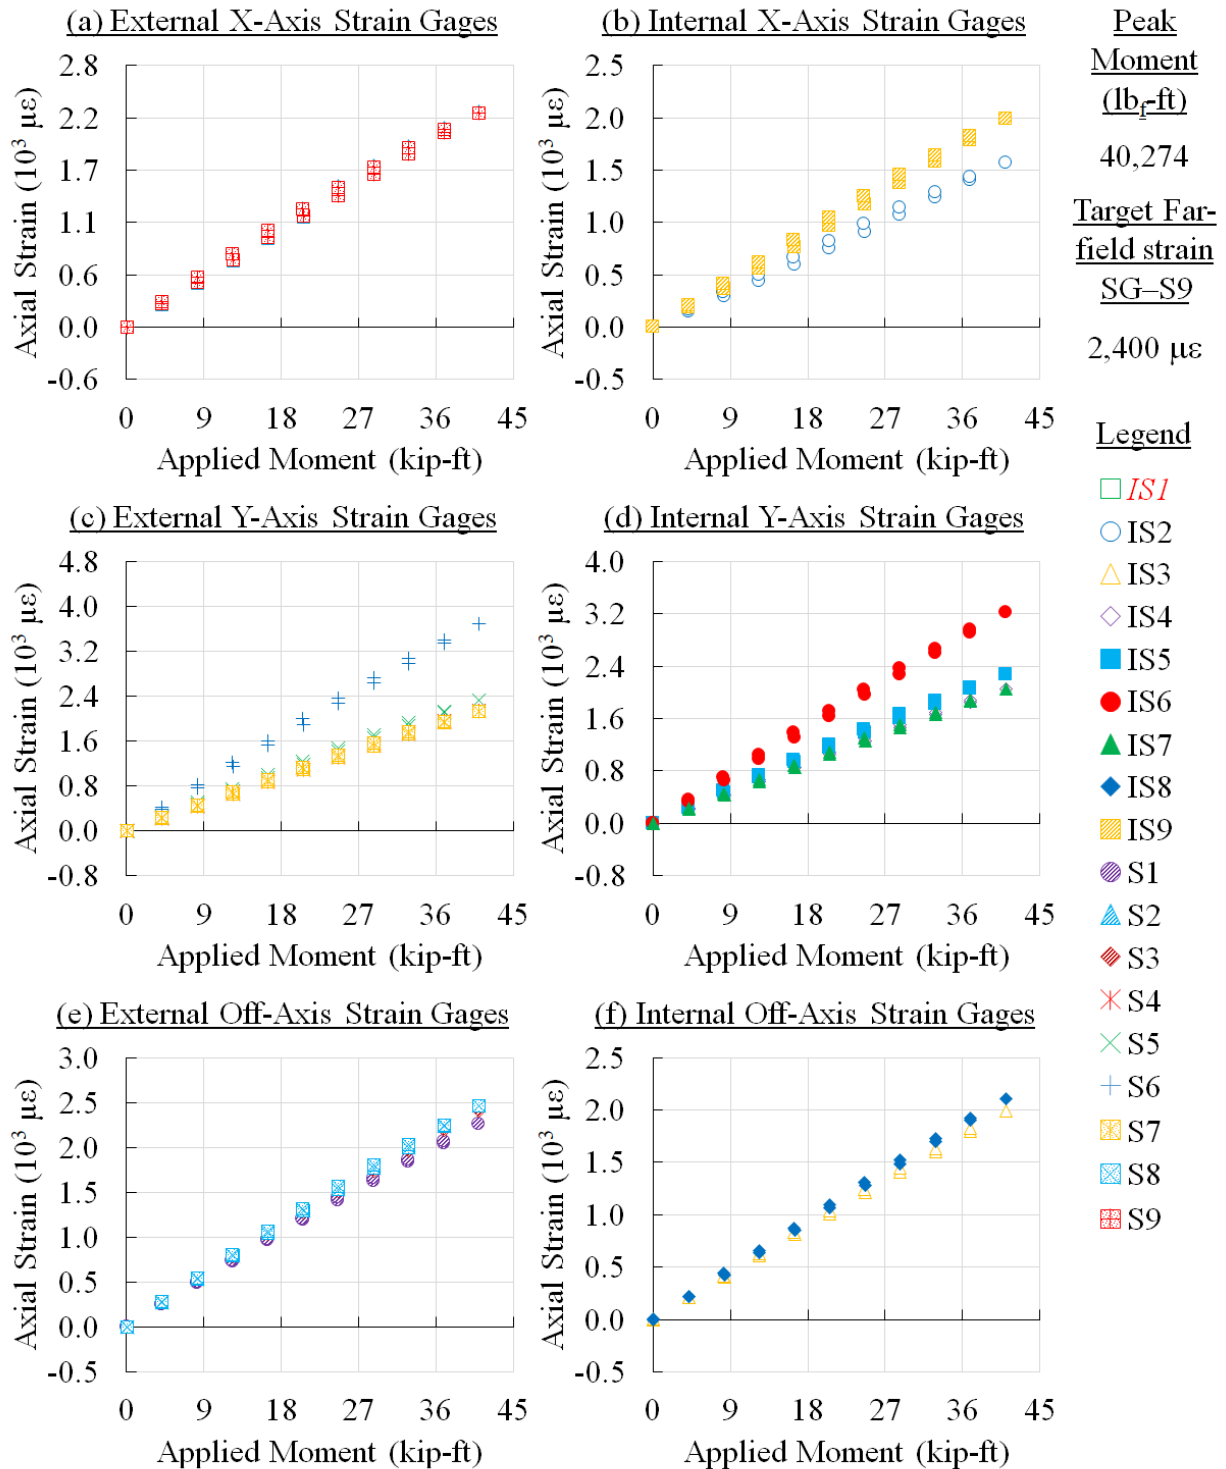 (a) External X-Axis Strain Gages
2.8
2.2
1.7
1.1
0.6
0.0
-0.6
Axial Strain (10³ με)
0 9 18 27 36 45
Applied Moment (kip-ft)
(b) Internal X-Axis Strain Gages
2.5
2.0
1.5
1.0
0.5
0.0
-0.5
Axial Strain (10³ με)
0 9 18 27 36 45
Applied Moment (kip-ft)
Peak
Moment
(lbf-ft)
40,274
Target Far-
field strain
SG–S9
2,400 με
(c) External Y-Axis Strain Gages
4.8
4.0
3.2
2.4
1.6
0.8
0.0
-0.8
Axial Strain (10³ με)
0 9 18 27 36 45
Applied Moment (kip-ft)
(d) Internal Y-Axis Strain Gages
4.0
3.2
2.4
1.6
0.8
0.0
-0.8
Axial Strain (10³ με)
0 9 18 27 36 45
Applied Moment (kip-ft)
(e) External Off-Axis Strain Gages
3.0
2.5
2.0
1.5
1.0
0.5
0.0
-0.5
Axial Strain (10³ με)
0 9 18 27 36 45
Applied Moment (kip-ft)
(f) Internal Off-Axis Strain Gages
2.5
2.0
1.5
1.0
0.5
0.0
-0.5
Axial Strain (10³ με)
0 9 18 27 36 45
Applied Moment (kip-ft)
Legend
IS1
IS2
IS3
IS4
IS5
IS6
IS7
IS8
IS9
S1
S2
S3
S4
S5
S6
S7
S8
S9